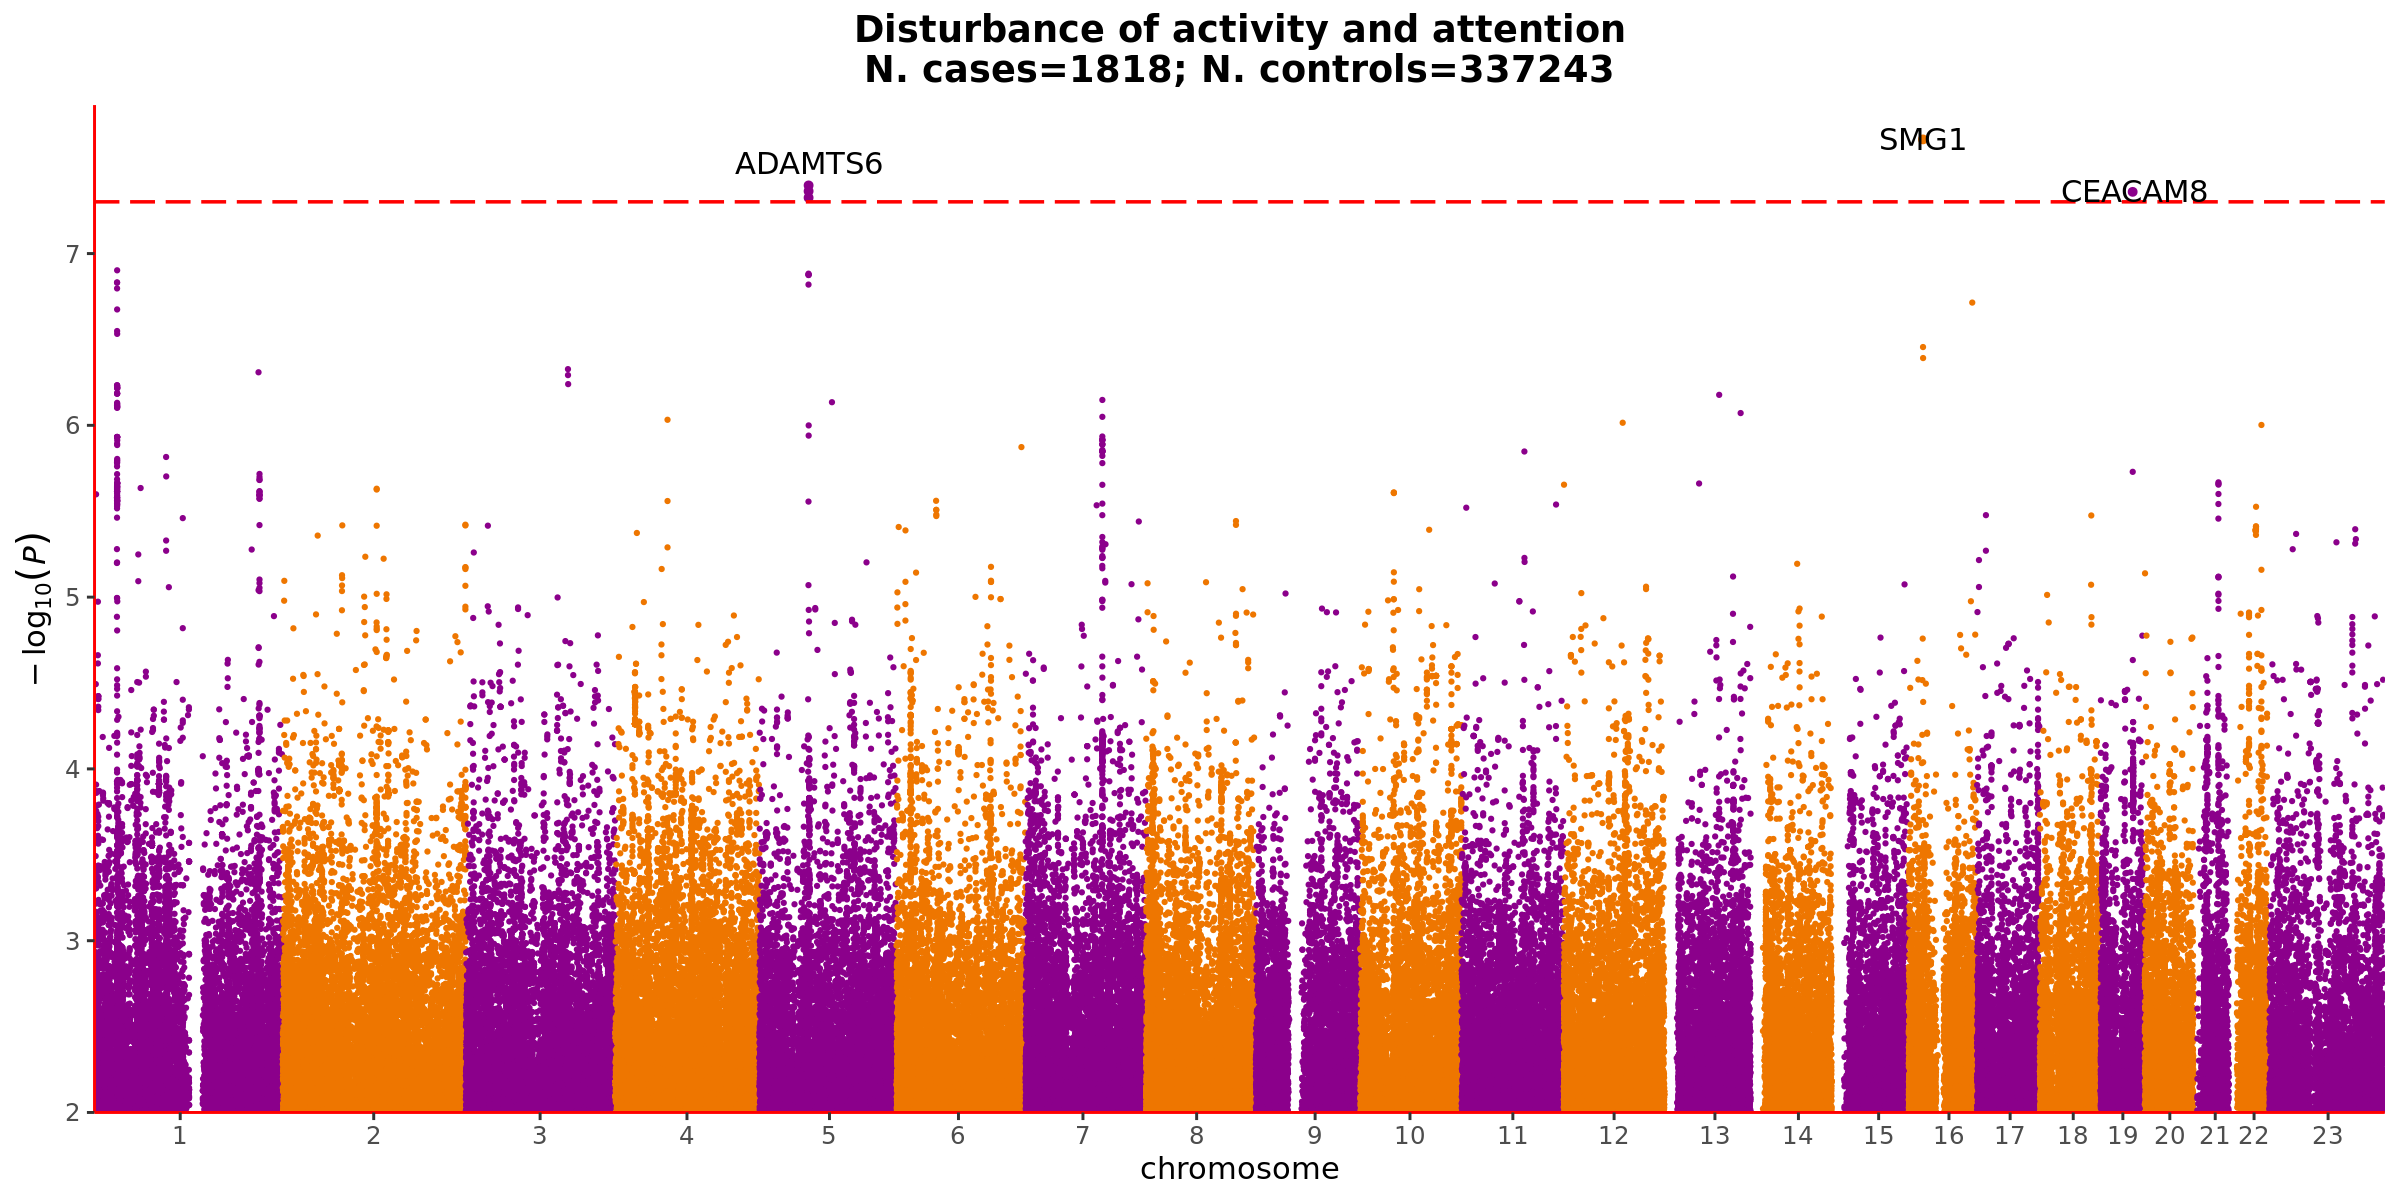 Disturbance of activity and attention
N. cases=1818; N. controls=337243
SMG1
ADAMTS6
CEACAM8
7
6
5
4
3
2
− log10(P)
1 2 3 4 5 6 7 8 9 10 11 12 13 14 15 16 17 18 19 20 21 22 23
chromosome